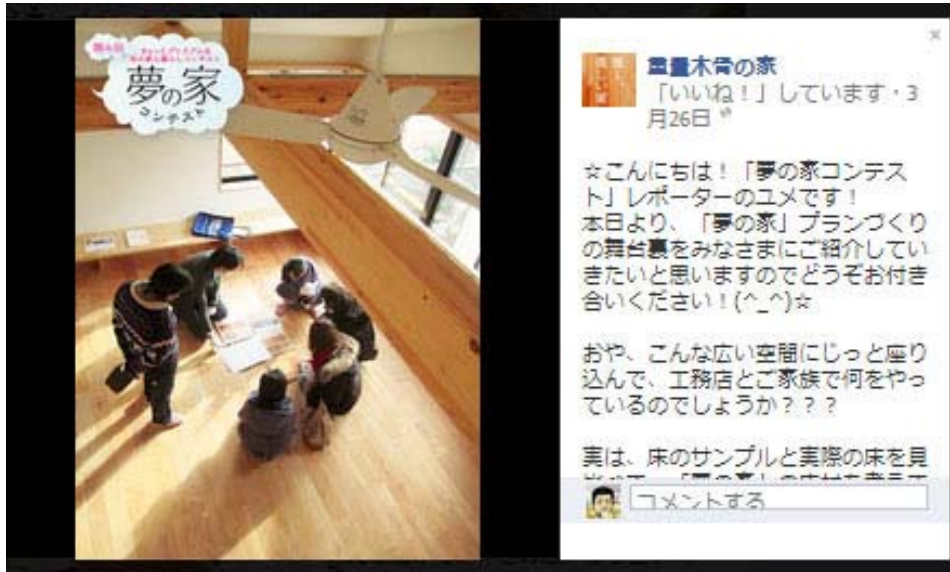 夢の家
コンテスト
重量木骨の家
「いいね！」しています・3
月26日
☆こんにちは！「夢の家コンテス
ト」レポーターのユメです！
本日より、「夢の家」プランづくり
の舞台裏をみなさまにご紹介してい
きたいと思いますのでどうぞお付き
合いください！(^_^)☆
おや、こんな広い空間にじっと座り
込んで、工務店とご家族で何をやっ
ているのでしょうか？？？
実は、床のサンプルと実際の床を見
コメントする